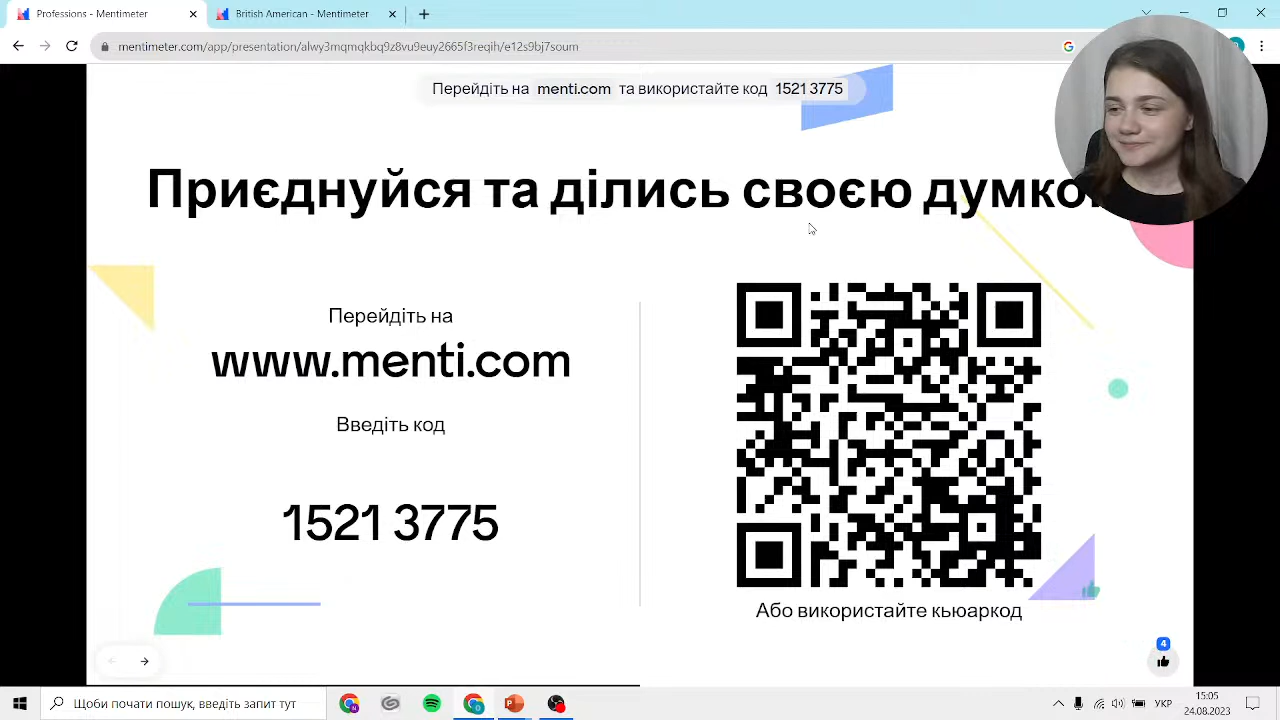 Professions - Mentimeter
British American - Mentimeter
mentimeter.com/app/presentation/alwy3mqmqkbq9z8vu9euy2665f3reqih/e12s9bj7soum
Перейдіть на menti.com та використайте код 1521 3775
Приєднуйся та ділись своєю
Перейдіть на
www.menti.com
Введіть код
1521 3775
Або використайте кьюаркод
4
Щоби почати пошук, введіть запит тут
УКР
15:05
24.08.2023